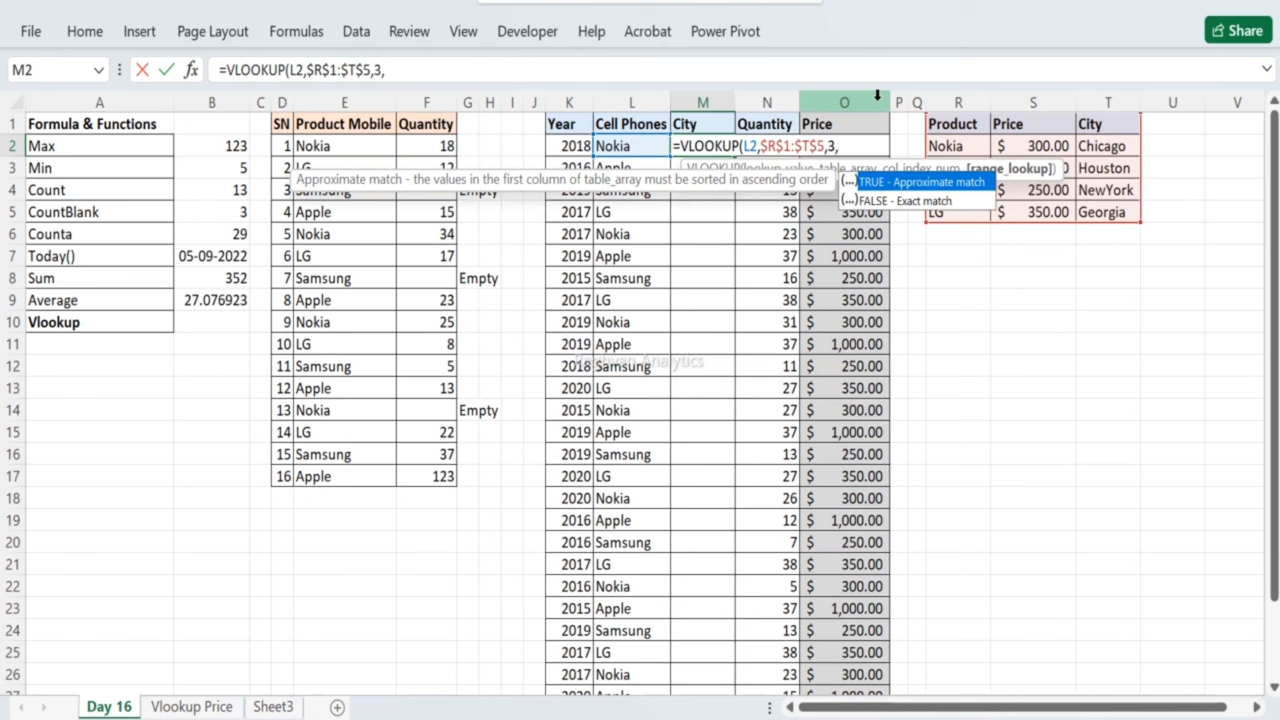 File Home Insert Page Layout Formulas Data Review View Developer Help Acrobat Power Pivot Share
M2 fx =VLOOKUP(L2,$R$1:$T$5,3,
A B C D E F G H I J K L M N O P Q R S T U V
1 Formula & Functions SN Product Mobile Quantity Year Cell Phones City Quantity Price Product Price City
2 Max 123 1 Nokia 18 2018 Nokia =VLOOKUP(L2,$R$1:$T$5,3, Nokia $ 300.00 Chicago
3 Min 5 2 LG 2016 Apple VLOOKUP(lookup_value, table_array, col_index_num, [range_lookup]) Houston
Approximate match - the values in the first column of table_array must be sorted in ascending order (...) TRUE - Approximate match
4 Count 13 3 $ 250.00 NewYork
(...) FALSE - Exact match
5 CountBlank 3 4 Apple 15 2017 LG 38 350.00 LG $ 350.00 Georgia
6 Counta 29 5 Nokia 34 2017 Nokia 23 $ 300.00
7 Today() 05-09-2022 6 LG 17 2019 Apple 37 $ 1,000.00
8 Sum 352 7 Samsung Empty 2015 Samsung 16 $ 250.00
9 Average 27.076923 8 Apple 23 2017 LG 38 $ 350.00
10 Vlookup 9 Nokia 25 2019 Nokia 31 $ 300.00
11 10 LG 8 2019 Apple 37 $ 1,000.00
12 11 Samsung 5 2018 Samsung Analytics 11 $ 250.00
13 12 Apple 13 2020 LG 27 $ 350.00
14 13 Nokia Empty 2015 Nokia 27 $ 300.00
15 14 LG 22 2019 Apple 37 $ 1,000.00
16 15 Samsung 37 2019 Samsung 13 $ 250.00
17 16 Apple 123 2020 LG 27 $ 350.00
18 2020 Nokia 26 $ 300.00
19 2016 Apple 12 $ 1,000.00
20 2016 Samsung 7 $ 250.00
21 2017 LG 38 $ 350.00
22 2016 Nokia 5 $ 300.00
23 2015 Apple 37 $ 1,000.00
24 2019 Samsung 13 $ 250.00
25 2017 LG 38 $ 350.00
26 2017 Nokia 23 $ 300.00
Day 16 Vlookup Price Sheet3